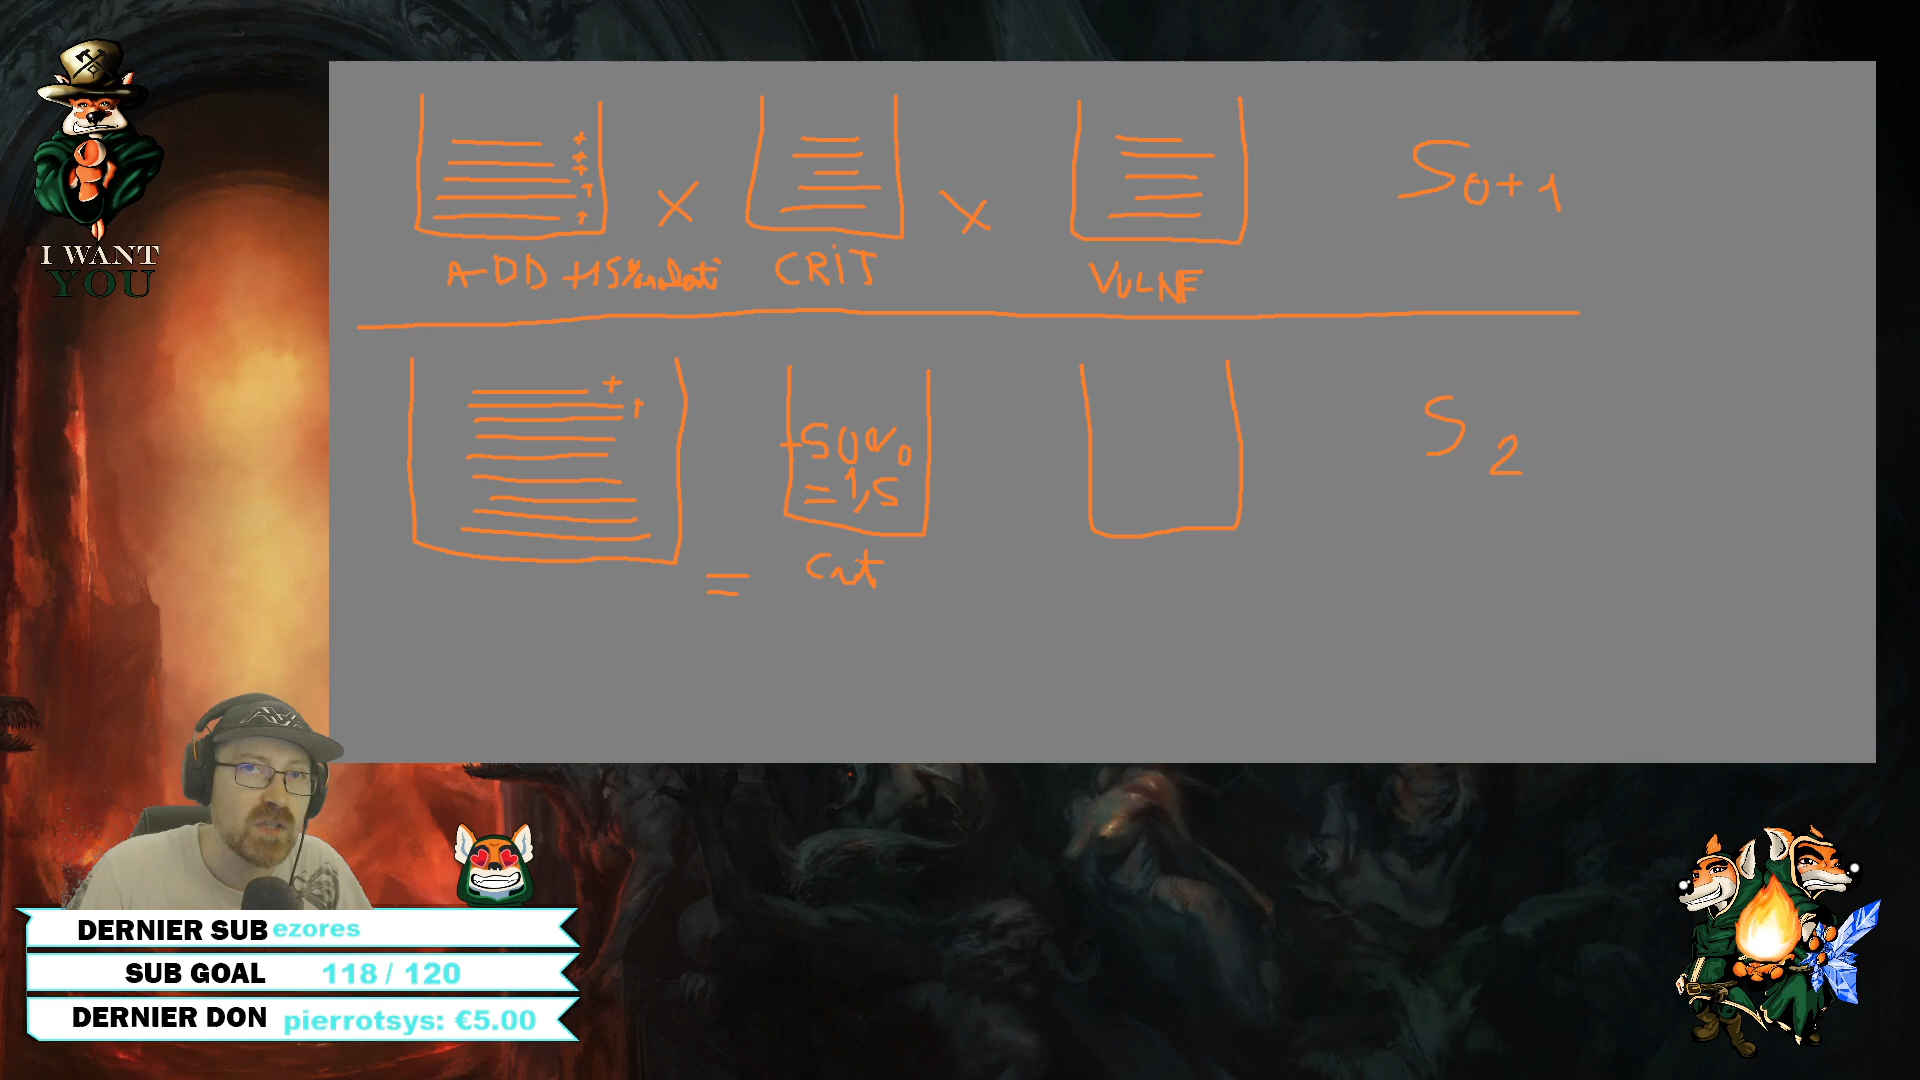 I WANT
YOU
S0+1
ADD
CRIT
VULNE
+50%
=1,5
S2
Crit
DERNIER SUB ezores
SUB GOAL 118 / 120
DERNIER DON pierrotsys: €5.00